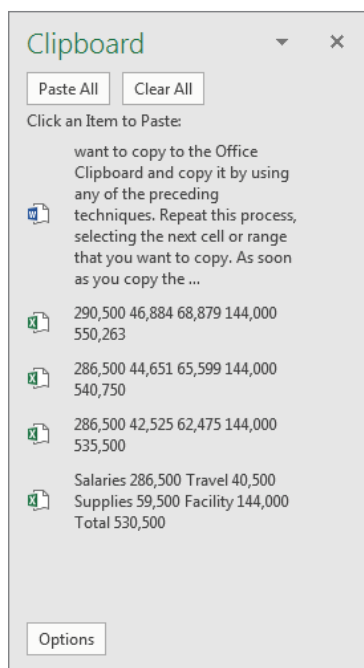 Clipboard
Paste All Clear All
Click an Item to Paste:
want to copy to the Office
Clipboard and copy it by using
any of the preceding
techniques. Repeat this process,
selecting the next cell or range
that you want to copy. As soon
as you copy the ...
290,500 46,884 68,879 144,000
550,263
286,500 44,651 65,599 144,000
540,750
286,500 42,525 62,475 144,000
535,500
Salaries 286,500 Travel 40,500
Supplies 59,500 Facility 144,000
Total 530,500
Options